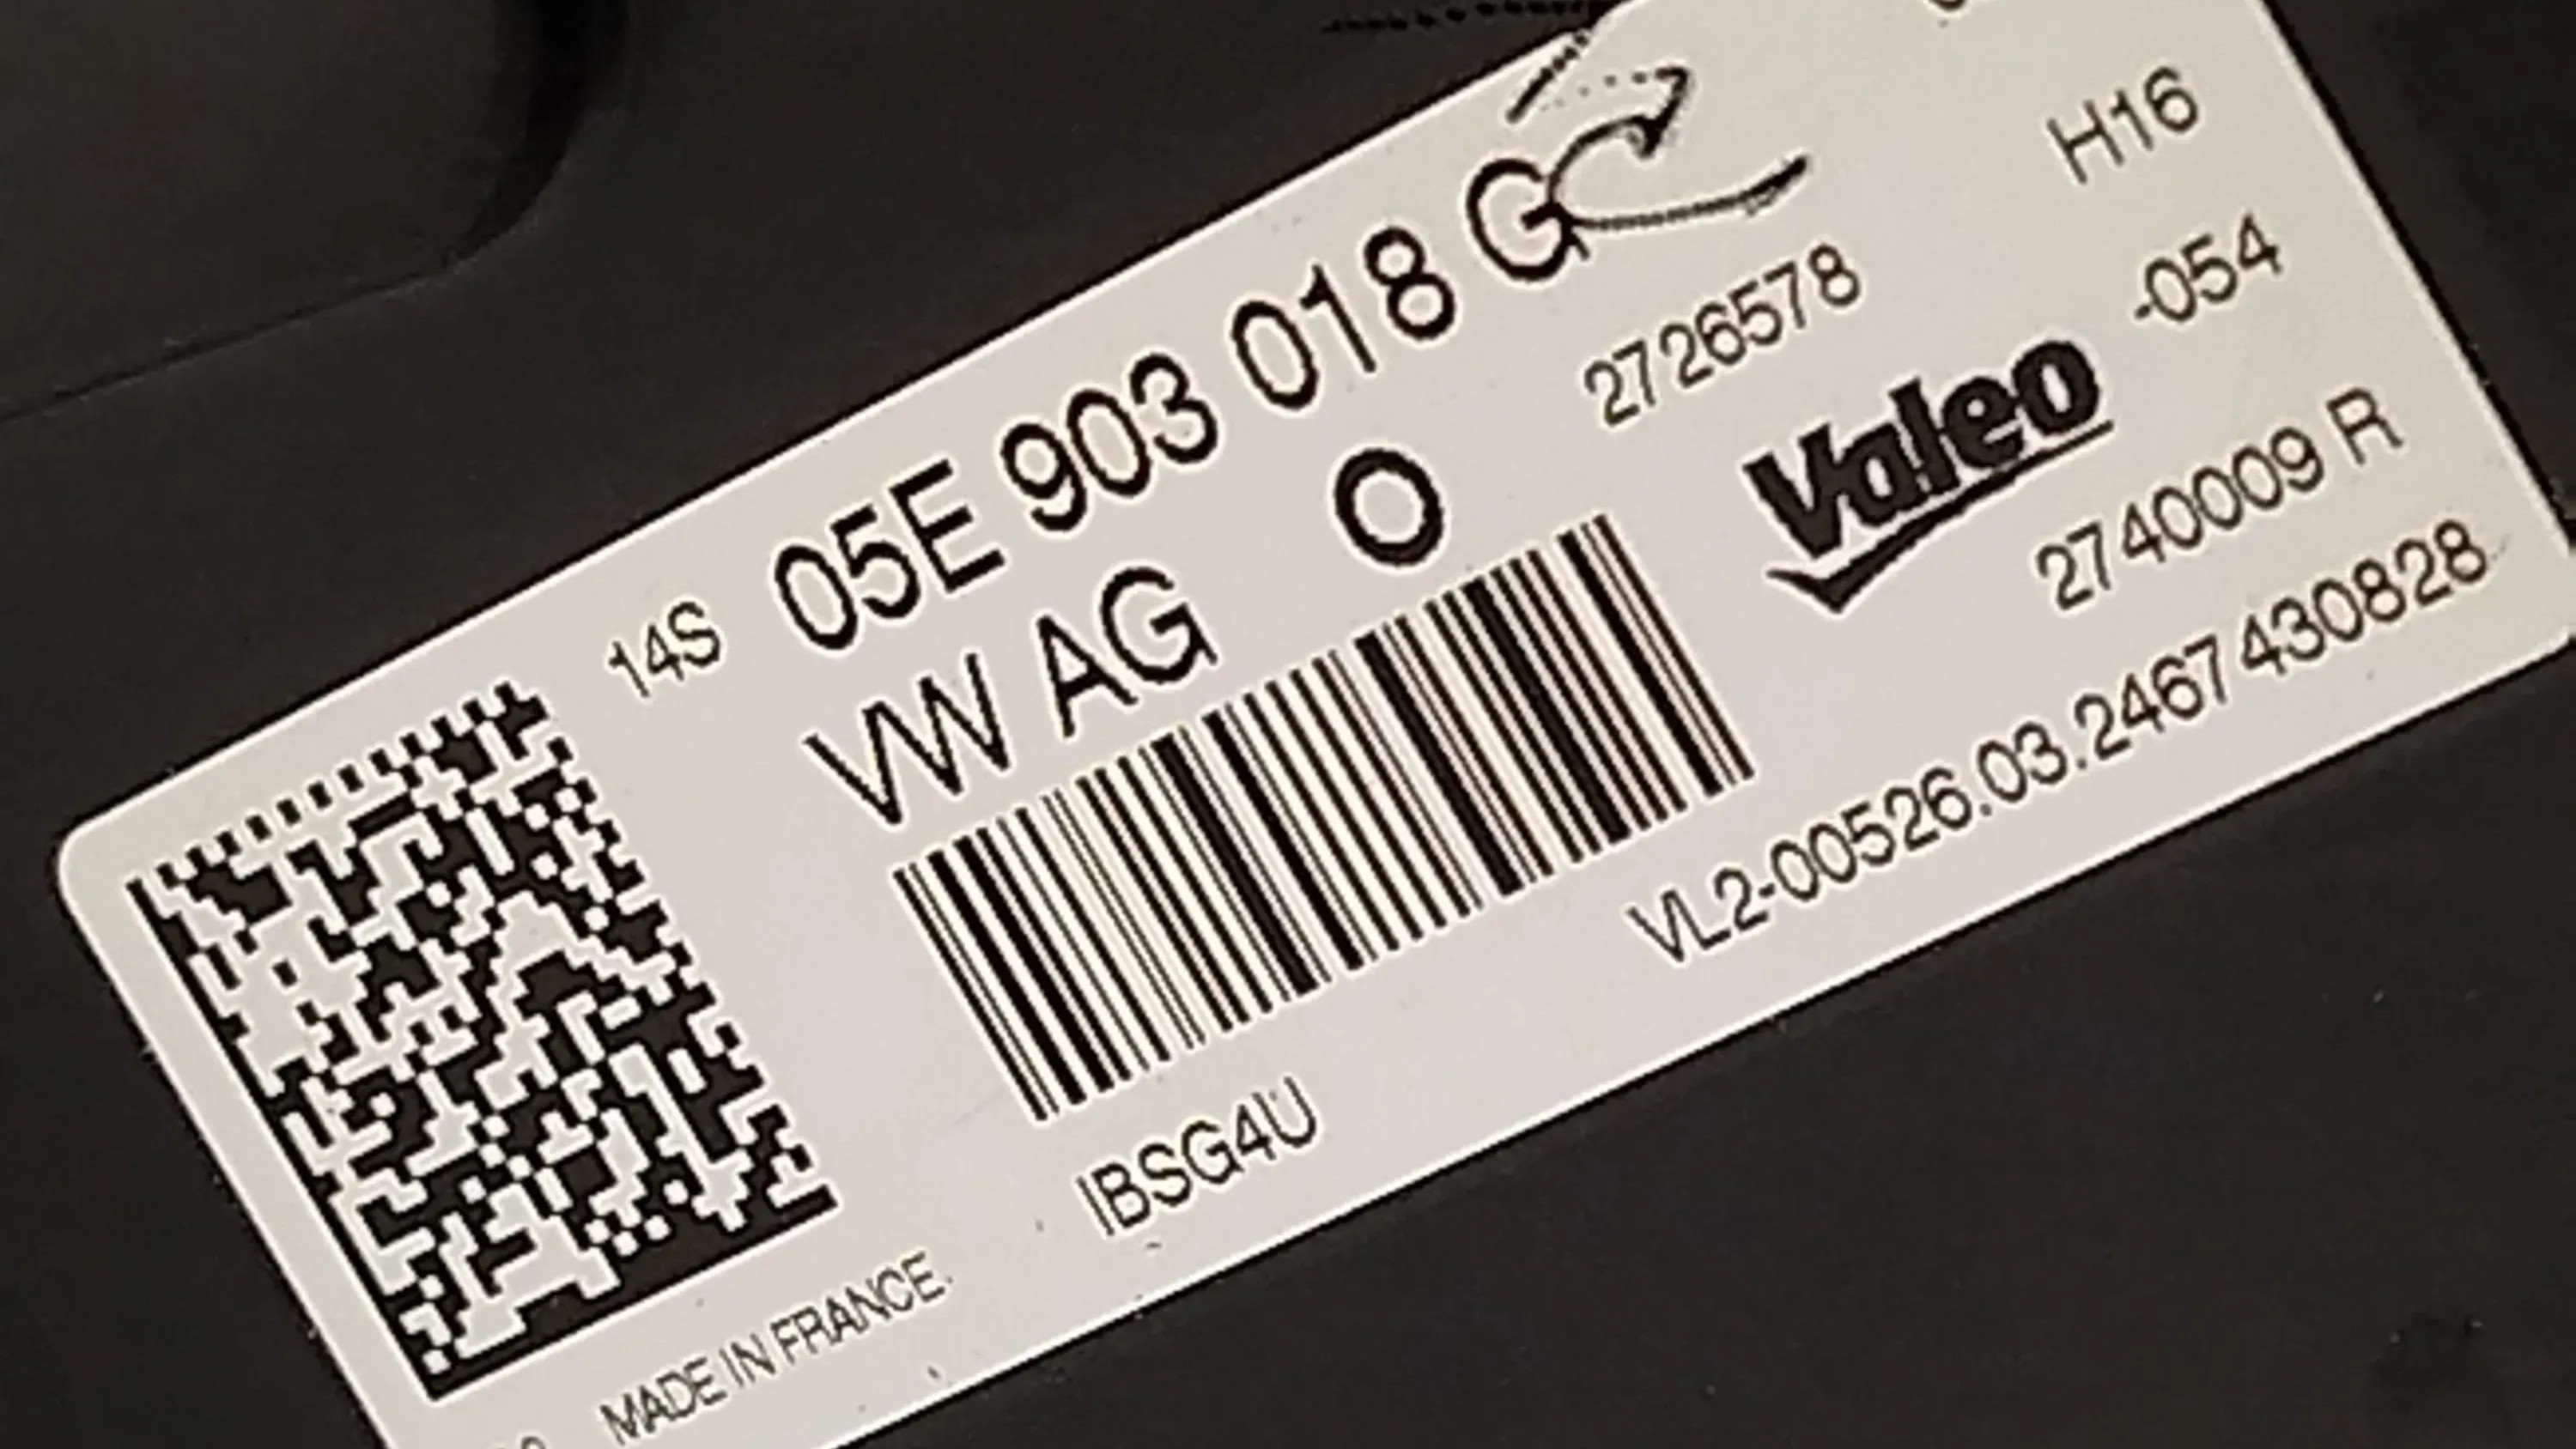 H16
14S 05E 903 018 G
2726578 -054
VW AG O
Valeo
2740009 R
VL2-00526.03.2467430828
IBSG4U
MADE IN FRANCE